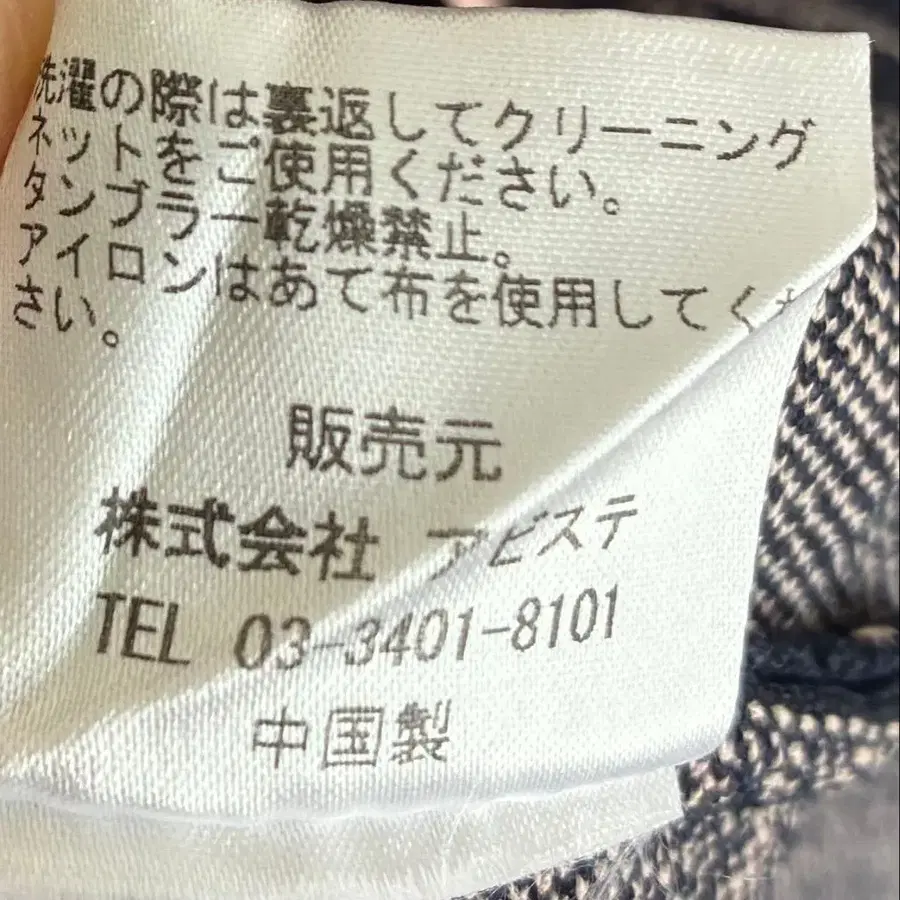 洗濯の際は裏返してクリーニング
ネットをご使用ください。
タンブラー乾燥禁止。
アイロンはあて布を使用してくだ
さい。
販売元
株式会社 アビステ
TEL 03-3401-8101
中国製